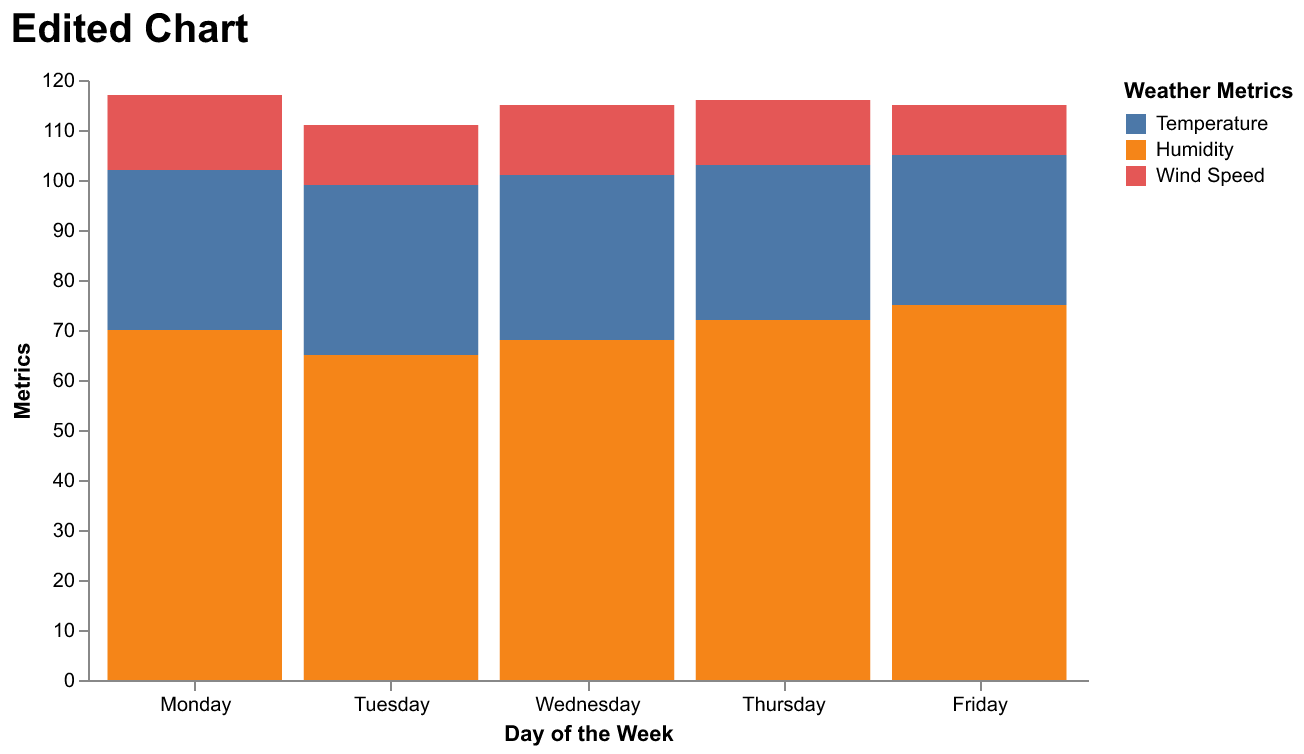 Edited Chart
120
110
100
90
80
70
60
50
40
30
20
10
0
Metrics
Monday
Tuesday
Wednesday
Thursday
Friday
Day of the Week
Weather Metrics
Temperature
Humidity
Wind Speed